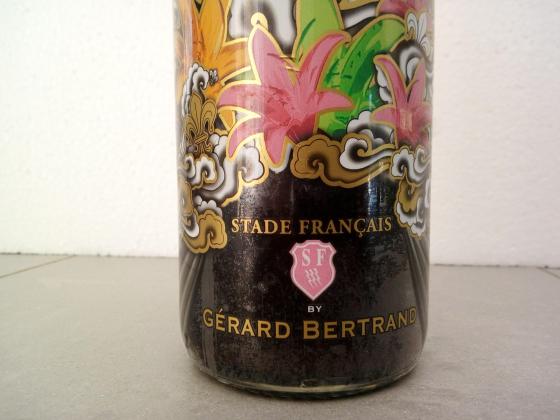 STADE FRANÇAIS
SF
BY
GÉRARD BERTRAND